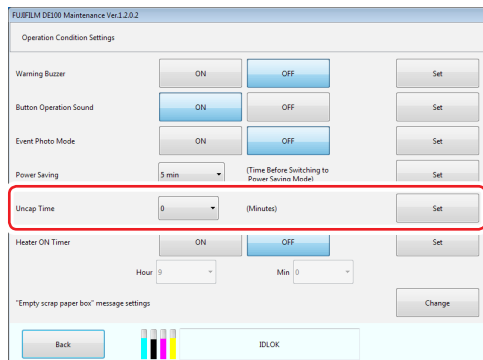 FUJIFILM DE100 Maintenance Ver.1.2.0.2
Operation Condition Settings
Warning Buzzer ON OFF Set
Button Operation Sound ON OFF Set
Event Photo Mode ON OFF Set
Power Saving 5 min (Time Before Switching to Power Saving Mode) Set
Uncap Time 0 (Minutes) Set
Heater ON Timer ON OFF Set
Hour 9 Min 0
"Empty scrap paper box" message settings Change
Back IDLOK